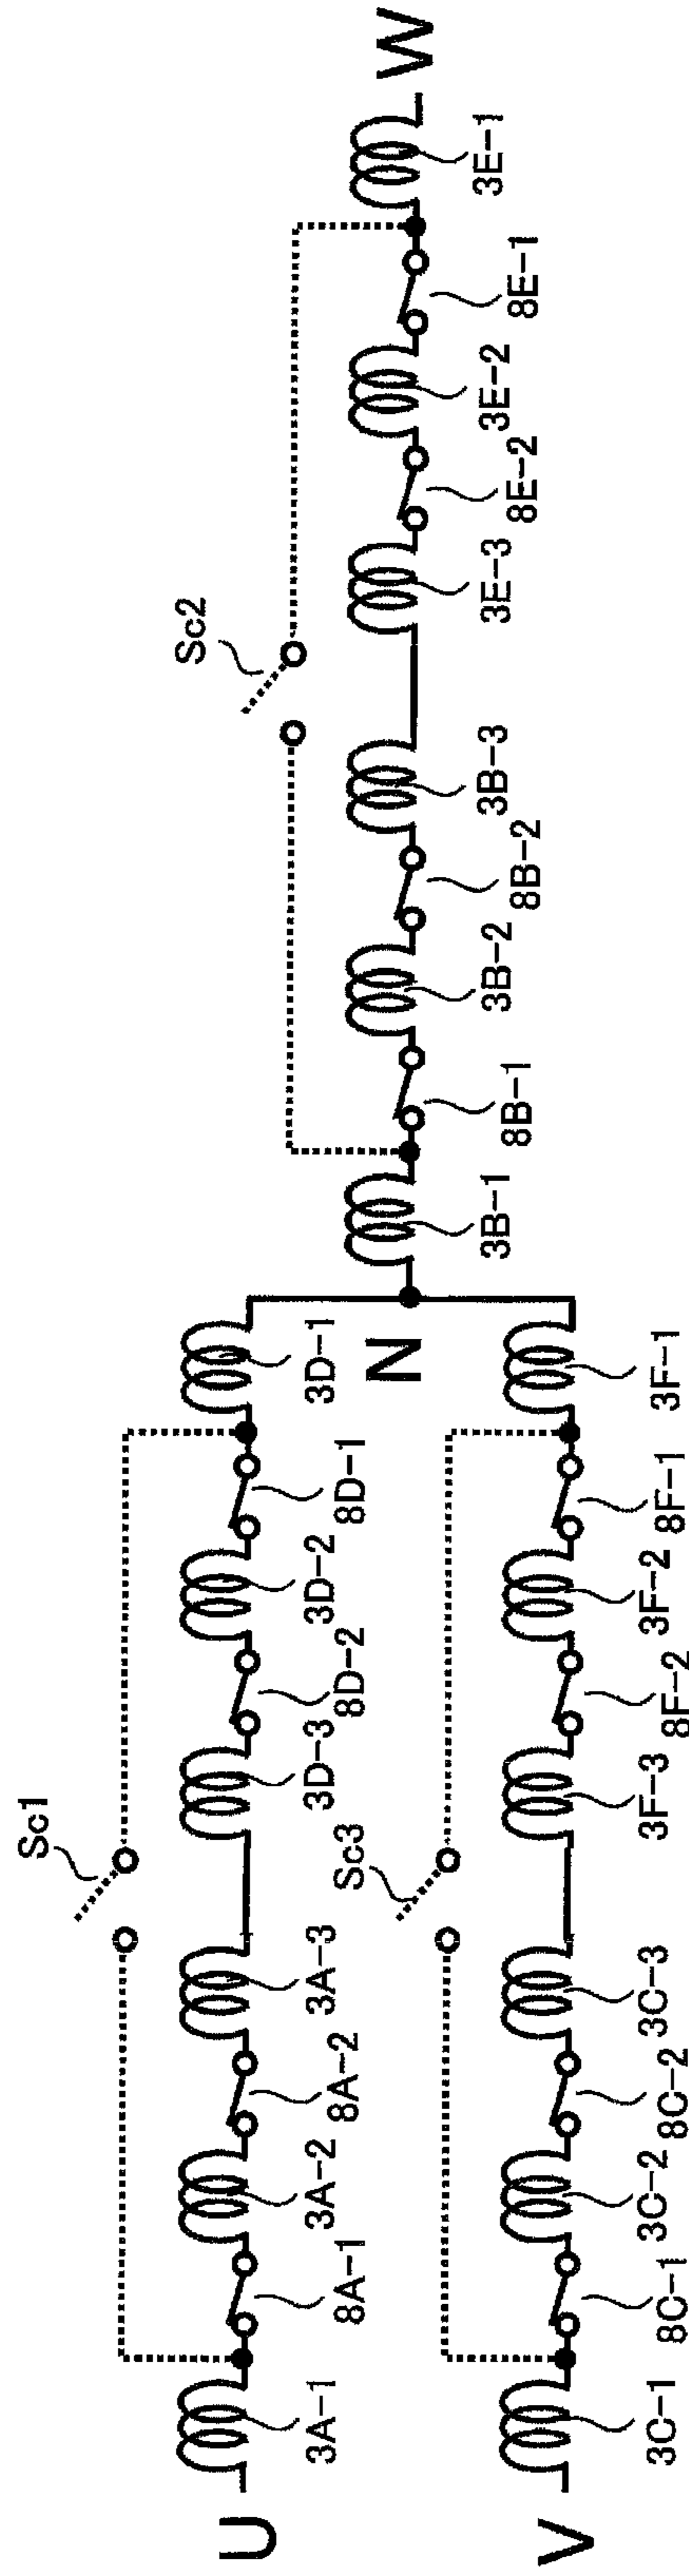 Sc1
U
3A-1
8A-1
3A-2
8A-2
3A-3
3D-3
8D-2
3D-2
8D-1
3D-1
Sc3
V
3C-1
8C-1
3C-2
8C-2
3C-3
3F-3
8F-2
3F-2
8F-1
3F-1
N
Sc2
3B-1
8B-1
3B-2
8B-2
3B-3
3E-3
8E-2
3E-2
8E-1
3E-1
W